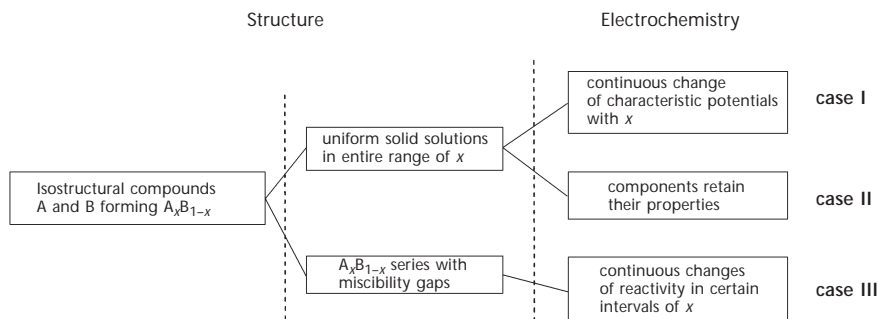 Structure
Electrochemistry
continuous change
of characteristic potentials
with x
case I
uniform solid solutions
in entire range of x
Isostructural compounds
A and B forming AₓB₁₋ₓ
components retain
their properties
case II
AₓB₁₋ₓ series with
miscibility gaps
continuous changes
of reactivity in certain
intervals of x
case III